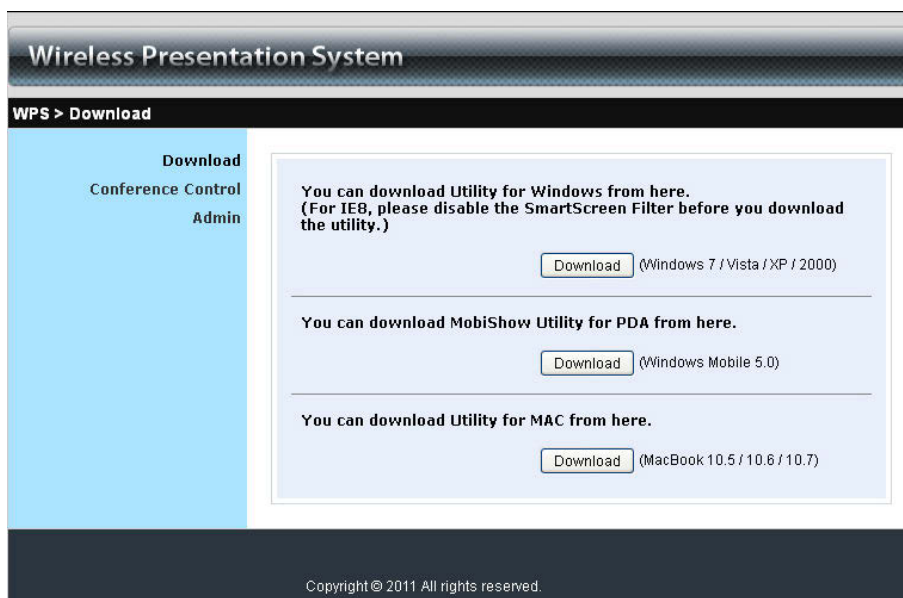 Wireless Presentation System
WPS > Download
Download
Conference Control
Admin
You can download Utility for Windows from here.
(For IE8, please disable the SmartScreen Filter before you download
the utility.)
Download (Windows 7 / Vista / XP / 2000)
You can download MobiShow Utility for PDA from here.
Download (Windows Mobile 5.0)
You can download Utility for MAC from here.
Download (MacBook 10.5 / 10.6 / 10.7)
Copyright © 2011 All rights reserved.